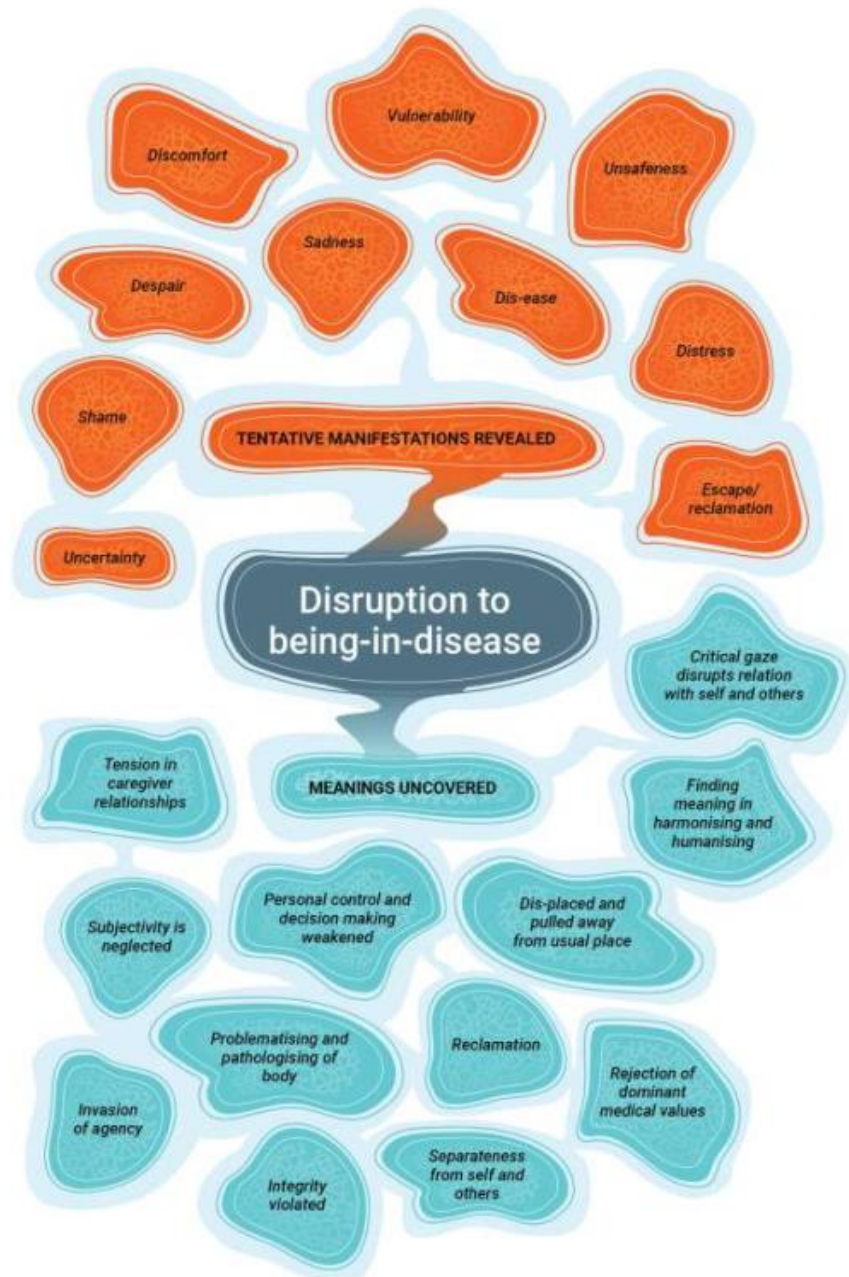 Vulnerability
Discomfort
Unsafeness
Sadness
Despair
Dis-ease
Distress
Shame
TENTATIVE MANIFESTATIONS REVEALED
Escape/
reclamation
Uncertainty
Disruption to
being-in-disease
Critical gaze
disrupts relation
with self and others
Tension in
caregiver
relationships
MEANINGS UNCOVERED
Finding
meaning in
harmonising and
humanising
Subjectivity is
neglected
Personal control and
decision making
weakened
Dis-placed and
pulled away
from usual place
Problematising and
pathologising of
body
Reclamation
Rejection of
dominant
medical values
Invasion
of agency
Integrity
violated
Separateness
from self and
others